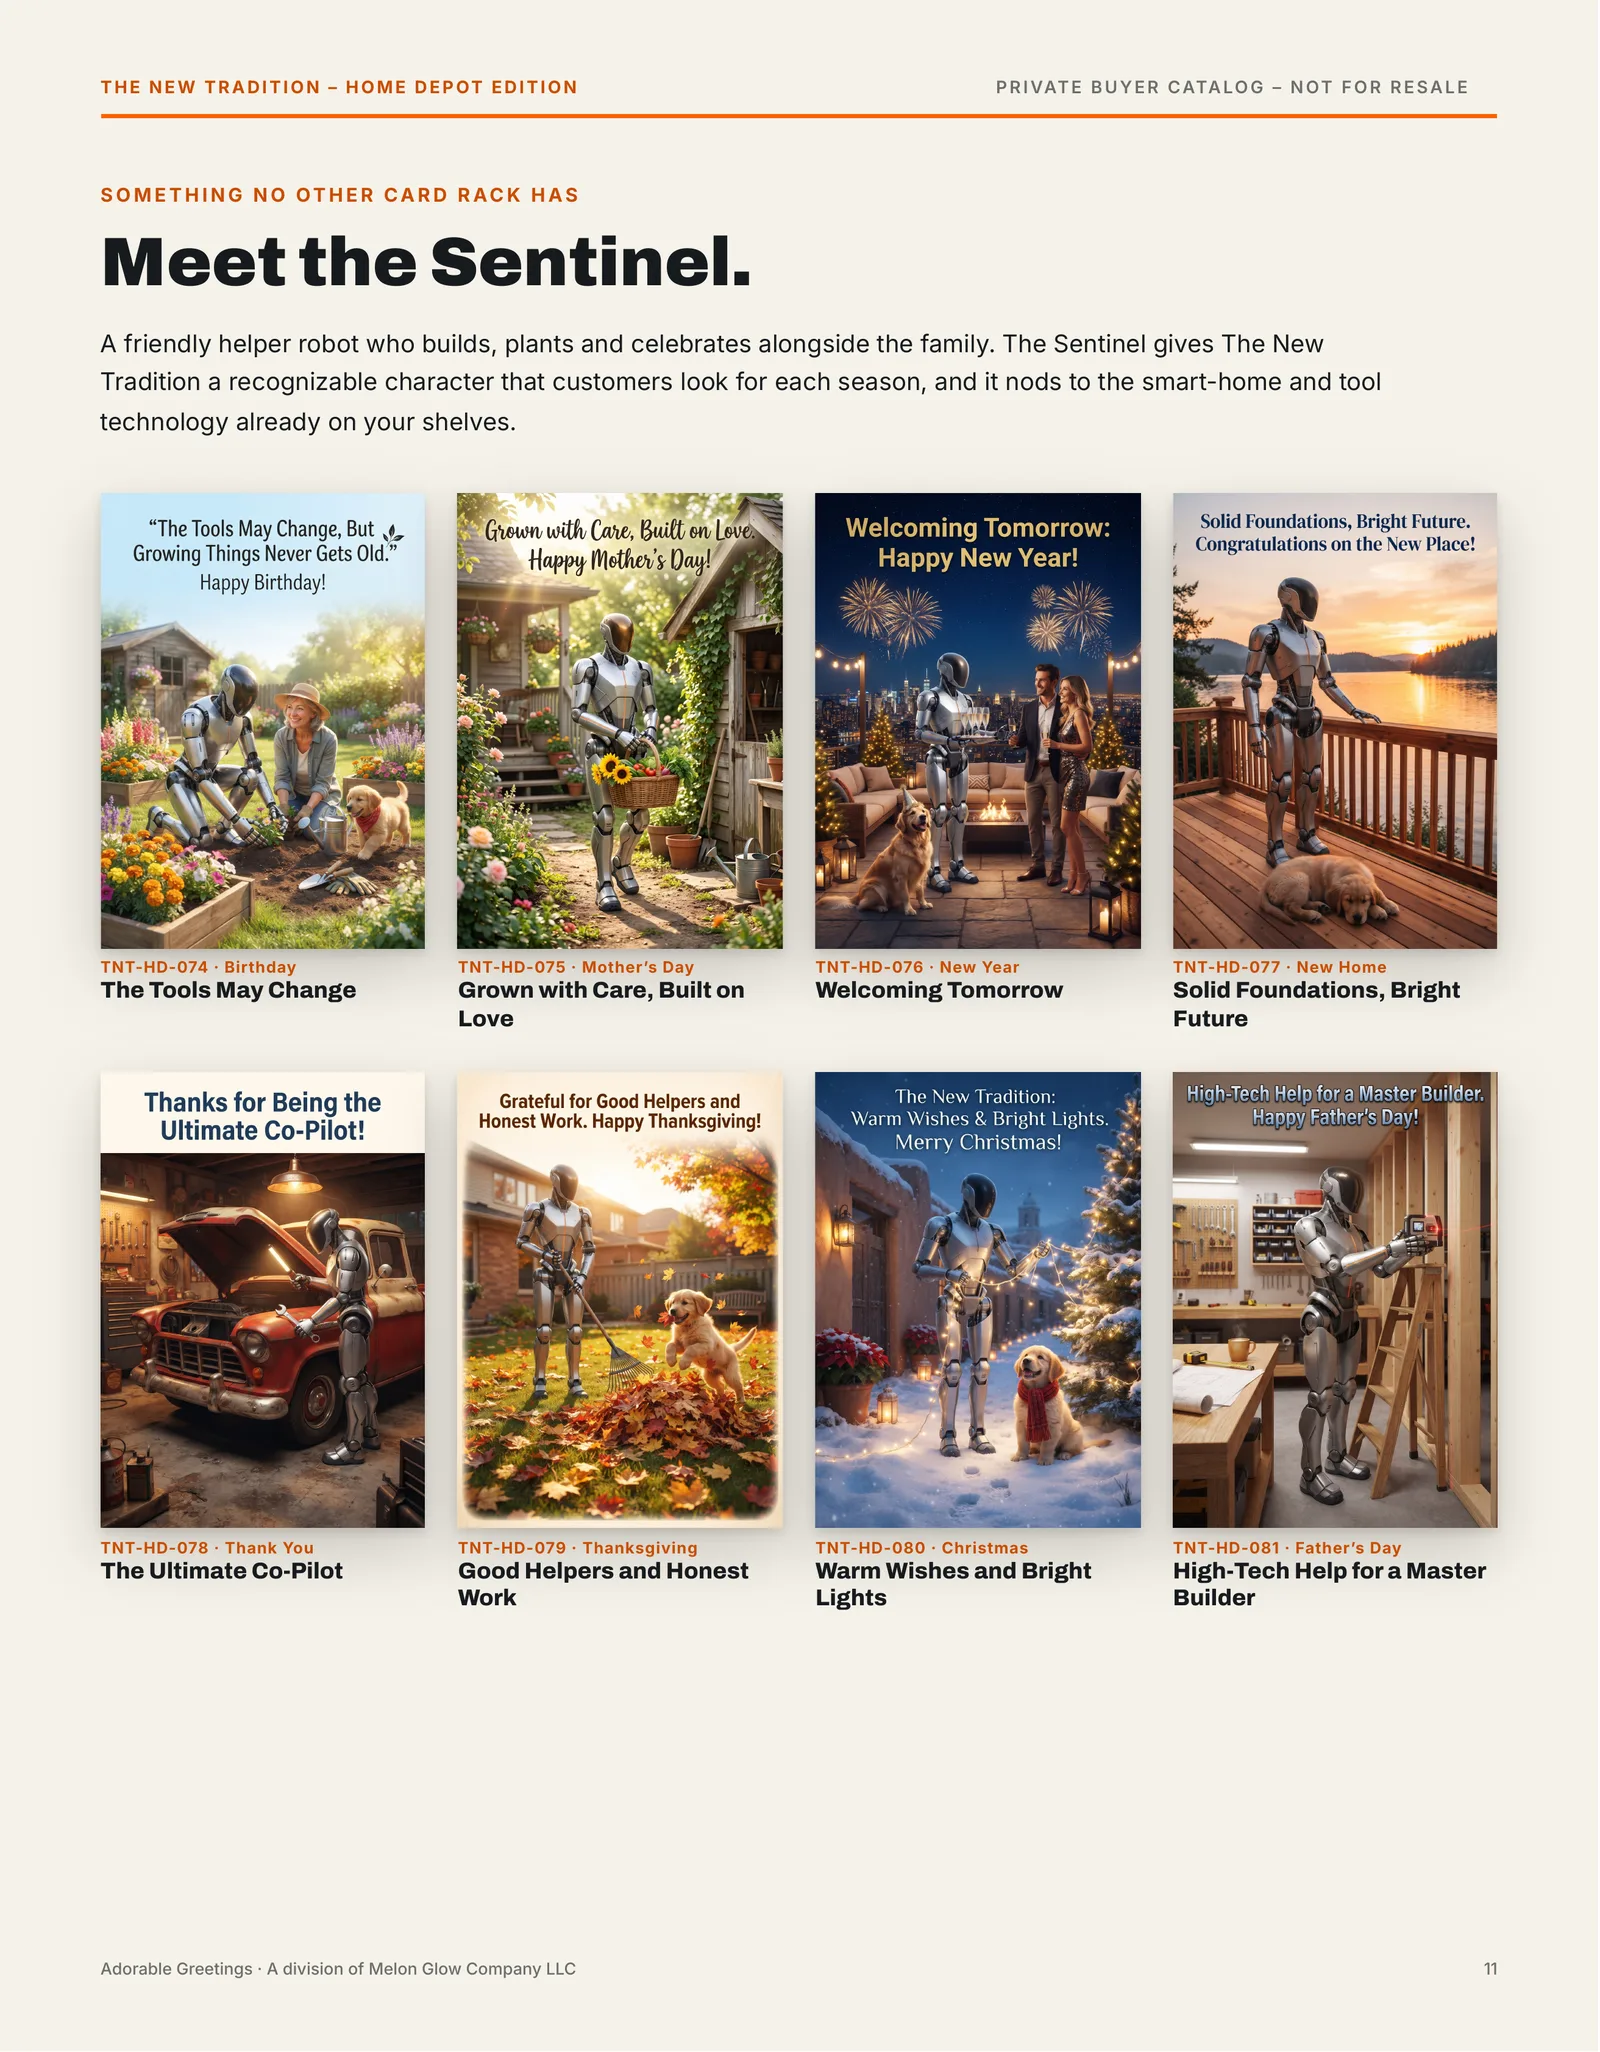 THE NEW TRADITION – HOME DEPOT EDITION
PRIVATE BUYER CATALOG – NOT FOR RESALE
SOMETHING NO OTHER CARD RACK HAS
Meet the Sentinel.
A friendly helper robot who builds, plants and celebrates alongside the family. The Sentinel gives The New
Tradition a recognizable character that customers look for each season, and it nods to the smart-home and tool
technology already on your shelves.
“The Tools May Change, But
Growing Things Never Gets Old.”
Happy Birthday!
TNT-HD-074 · Birthday
The Tools May Change
Grown with Care, Built on Love.
Happy Mother’s Day!
TNT-HD-075 · Mother’s Day
Grown with Care, Built on
Love
Welcoming Tomorrow:
Happy New Year!
TNT-HD-076 · New Year
Welcoming Tomorrow
Solid Foundations, Bright Future.
Congratulations on the New Place!
TNT-HD-077 · New Home
Solid Foundations, Bright
Future
Thanks for Being the
Ultimate Co-Pilot!
TNT-HD-078 · Thank You
The Ultimate Co-Pilot
Grateful for Good Helpers and
Honest Work. Happy Thanksgiving!
TNT-HD-079 · Thanksgiving
Good Helpers and Honest
Work
The New Tradition:
Warm Wishes & Bright Lights.
Merry Christmas!
TNT-HD-080 · Christmas
Warm Wishes and Bright
Lights
High-Tech Help for a Master Builder.
Happy Father’s Day!
TNT-HD-081 · Father’s Day
High-Tech Help for a Master
Builder
Adorable Greetings · A division of Melon Glow Company LLC
11